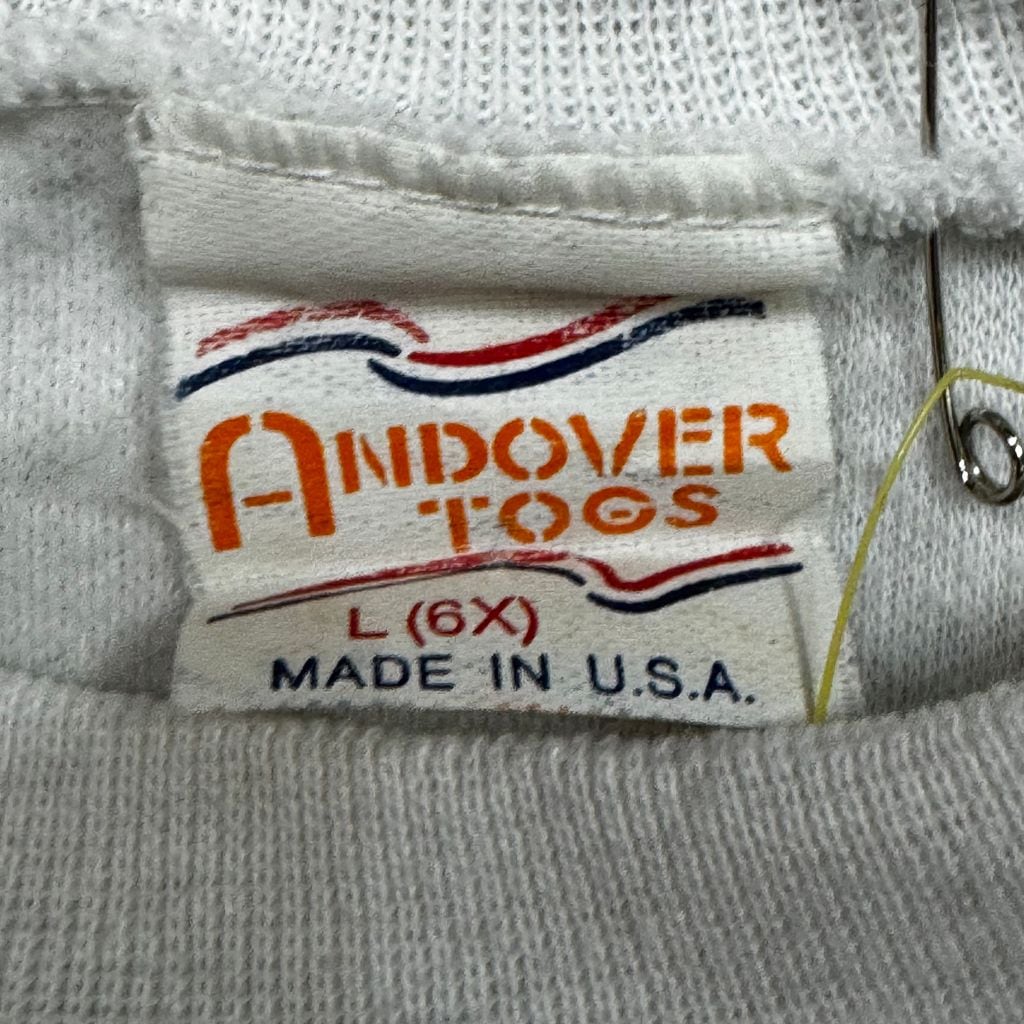 ANDOVER
TOGS
L (6X)
MADE IN U.S.A.